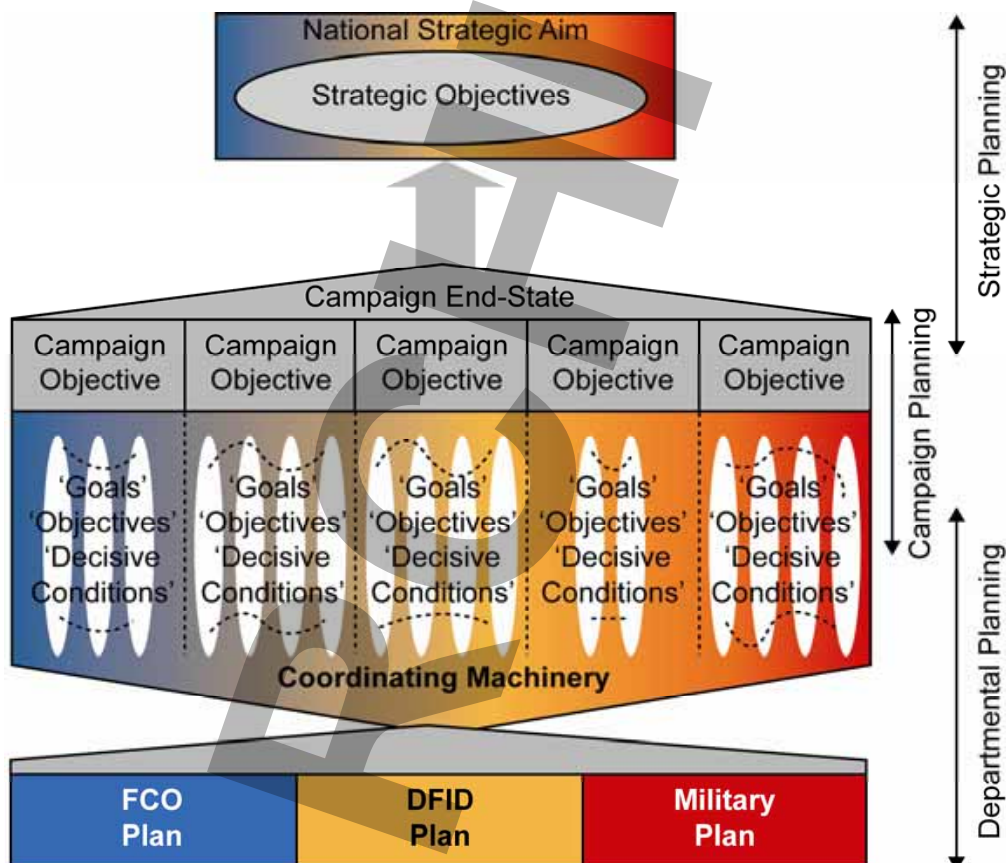 National Strategic Aim
Strategic Objectives
Campaign End-State
Campaign
Objective
Campaign
Objective
Campaign
Objective
Campaign
Objective
Campaign
Objective
'Goals'
'Objectives'
'Decisive
Conditions'
'Goals'
'Objectives'
'Decisive
Conditions'
'Goals'
'Objectives'
'Decisive
Conditions'
'Goals'
'Objectives'
'Decisive
Conditions'
'Goals'
'Objectives'
'Decisive
Conditions'
Coordinating Machinery
FCO
Plan
DFID
Plan
Military
Plan
Strategic Planning
Campaign Planning
Departmental Planning